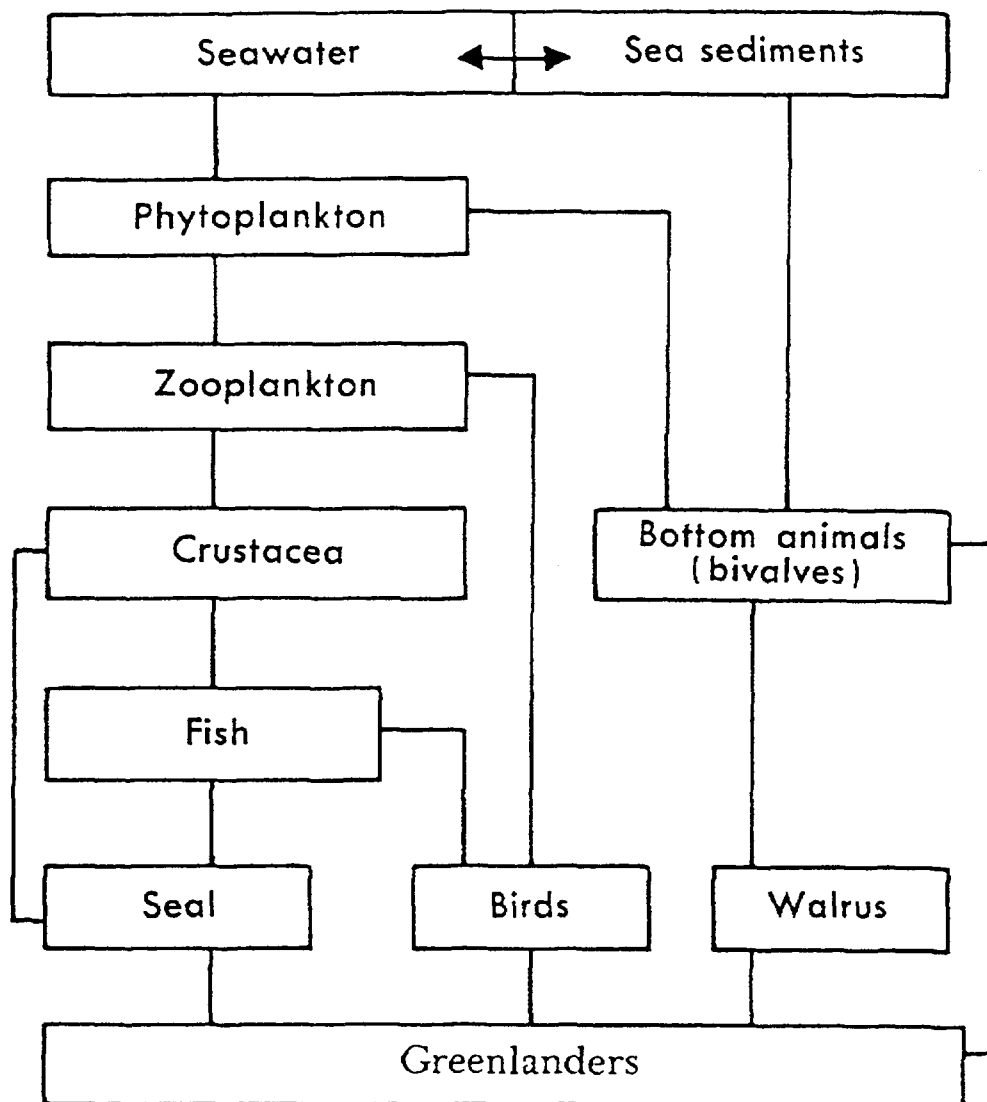 Seawater
Sea sediments
Phytoplankton
Zooplankton
Crustacea
Bottom animals
(bivalves)
Fish
Seal
Birds
Walrus
Greenlanders